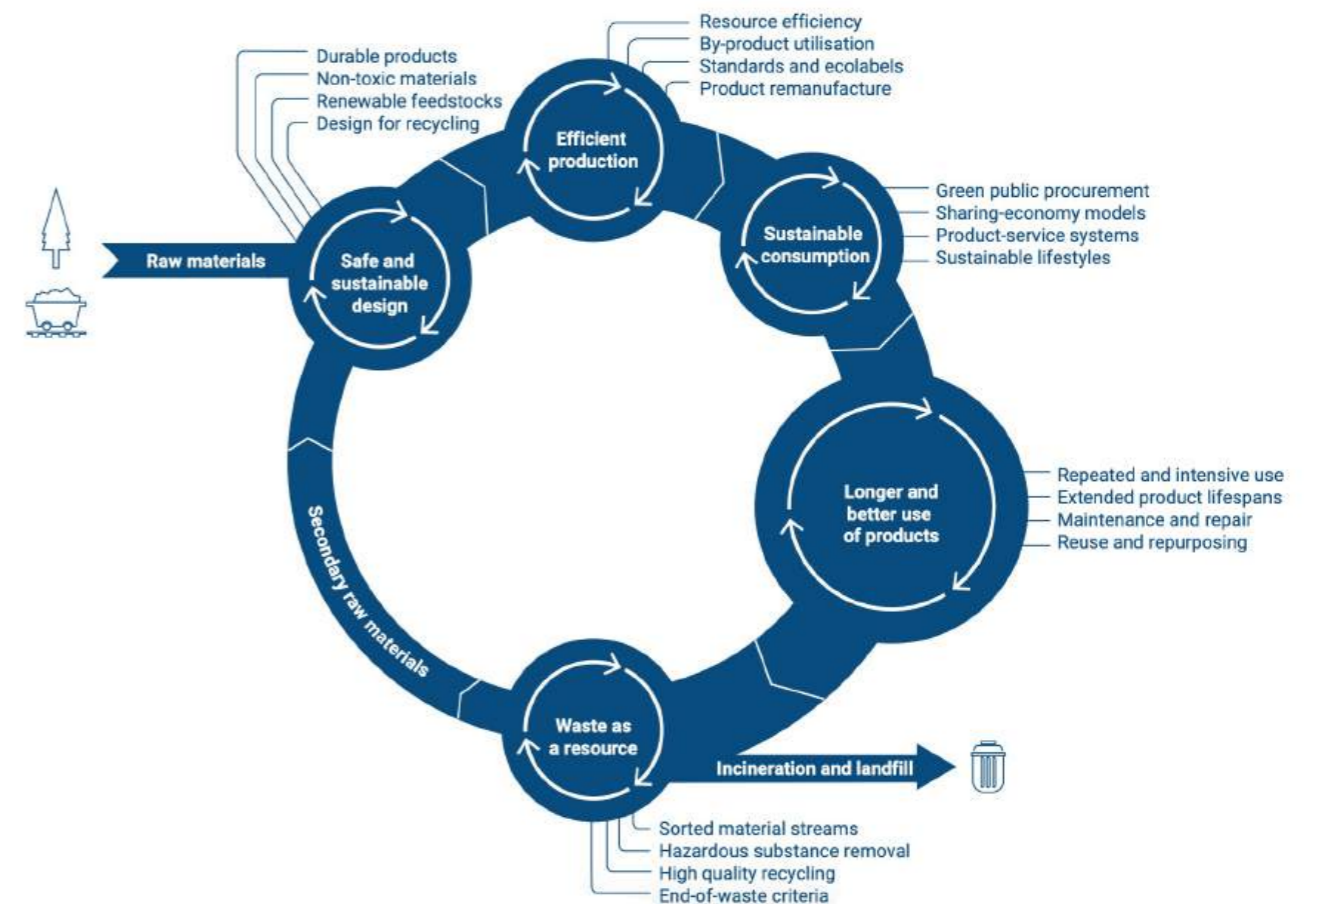 Resource efficiency
By-product utilisation
Standards and ecolabels
Product remanufacture
Durable products
Non-toxic materials
Renewable feedstocks
Design for recycling
Efficient
production
Green public procurement
Sharing-economy models
Product-service systems
Sustainable lifestyles
Sustainable
consumption
Raw materials
Safe and
sustainable
design
Repeated and intensive use
Extended product lifespans
Maintenance and repair
Reuse and repurposing
Longer and
better use
of products
Secondary raw materials
Waste as
a resource
Incineration and landfill
Sorted material streams
Hazardous substance removal
High quality recycling
End-of-waste criteria